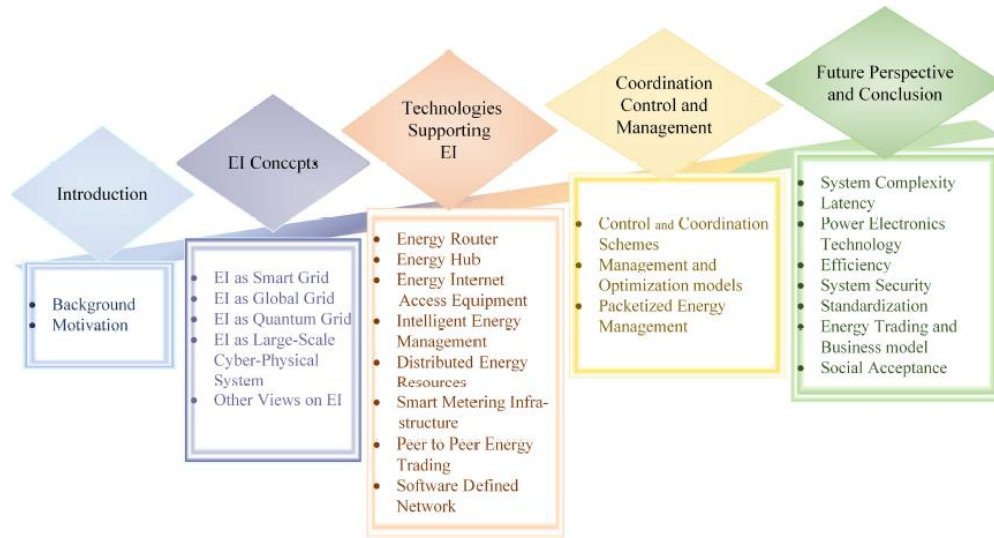 Introduction
• Background
• Motivation
EI Concepts
• EI as Smart Grid
• EI as Global Grid
• EI as Quantum Grid
• EI as Large-Scale
Cyber-Physical
System
• Other Views on EI
Technologies
Supporting
EI
• Energy Router
• Energy Hub
• Energy Internet
Access Equipment
• Intelligent Energy
Management
• Distributed Energy
Resources
• Smart Metering Infra-
structure
• Peer to Peer Energy
Trading
• Software Defined
Network
Coordination
Control and
Management
• Control and Coordination
Schemes
• Management and
Optimization models
• Packetized Energy
Management
Future Perspective
and Conclusion
• System Complexity
• Latency
• Power Electronics
Technology
• Efficiency
• System Security
• Standardization
• Energy Trading and
Business model
• Social Acceptance